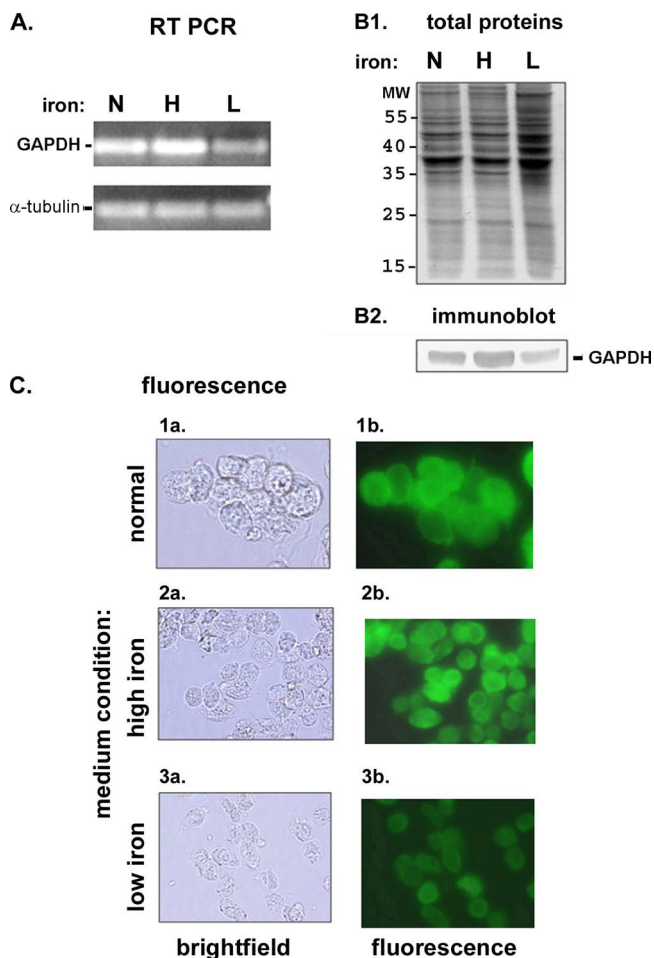 A. RT PCR
iron: N H L
GAPDH
α-tubulin
B1. total proteins
iron: N H L
MW
55
40
35
25
15
B2. immunoblot
GAPDH
C. fluorescence
1a. 1b.
normal
2a. 2b.
high iron
3a. 3b.
low iron
medium condition:
brightfield fluorescence